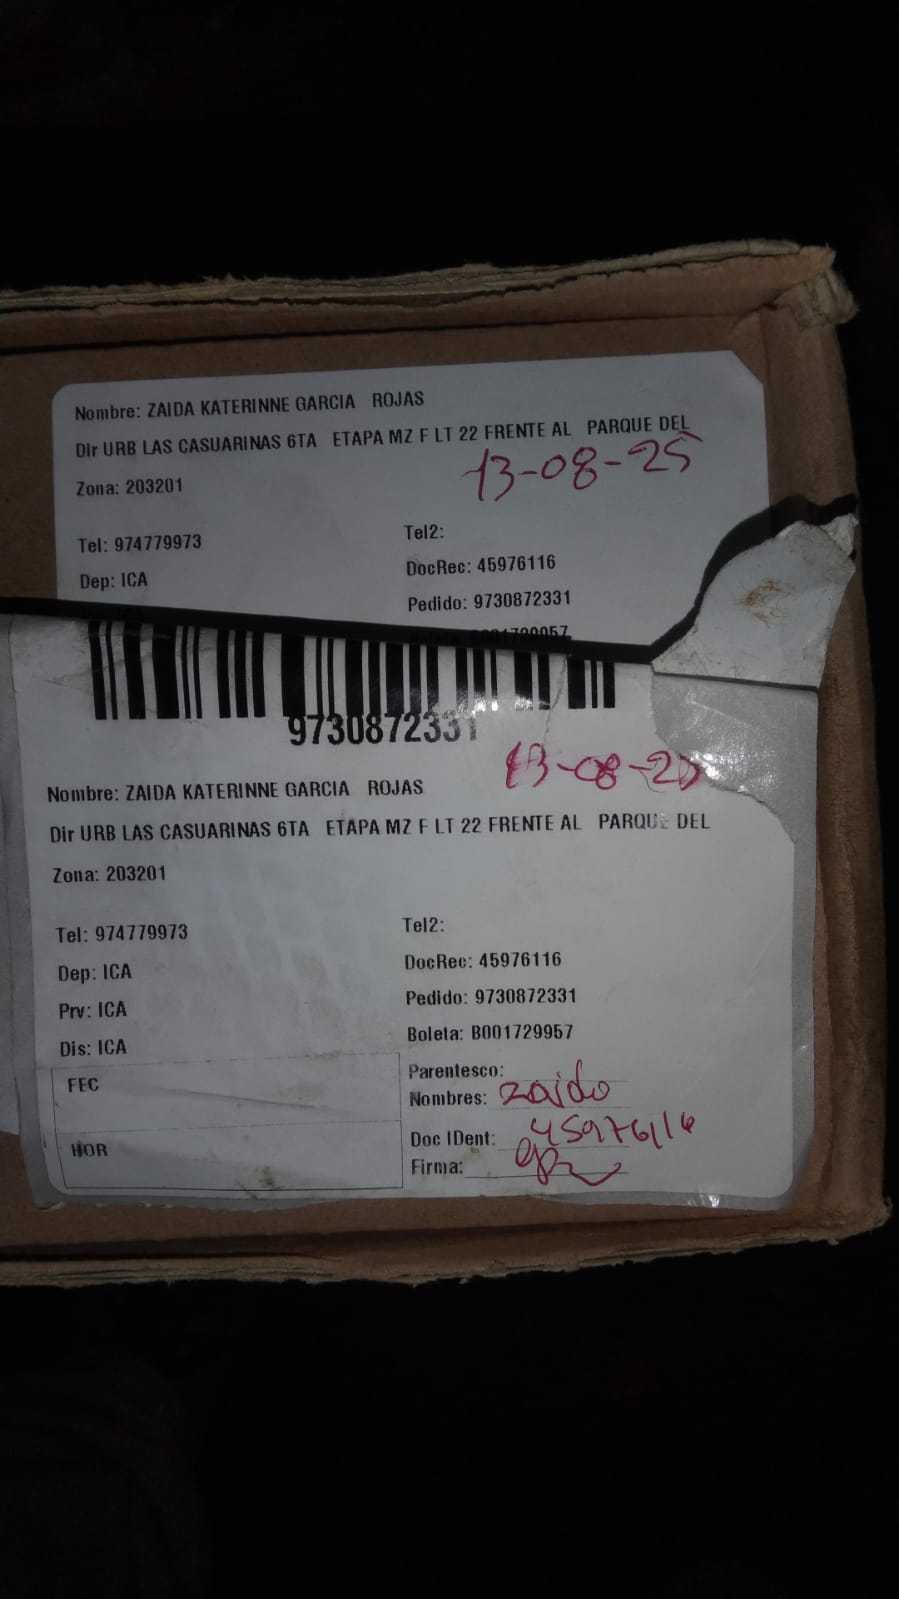 Nombre: ZAIDA KATERINNE GARCIA ROJAS
Dir URB LAS CASUARINAS 6TA ETAPA MZ F LT 22 FRENTE AL PARQUE DEL
13-08-25
Zona: 203201
Tel: 974779973
Tel2:
Dep: ICA
DocRec: 45976116
Pedido: 9730872331
9730872331
13-08-25
Nombre: ZAIDA KATERINNE GARCIA ROJAS
Dir URB LAS CASUARINAS 6TA ETAPA MZ F LT 22 FRENTE AL PARQUE DEL
Zona: 203201
Tel: 974779973
Tel2:
Dep: ICA
DocRec: 45976116
Prv: ICA
Pedido: 9730872331
Dis: ICA
Boleta: B001729957
FEC
Parentesco:
Nombres: zaida
HOR
Doc IDent: 45976116
Firma: